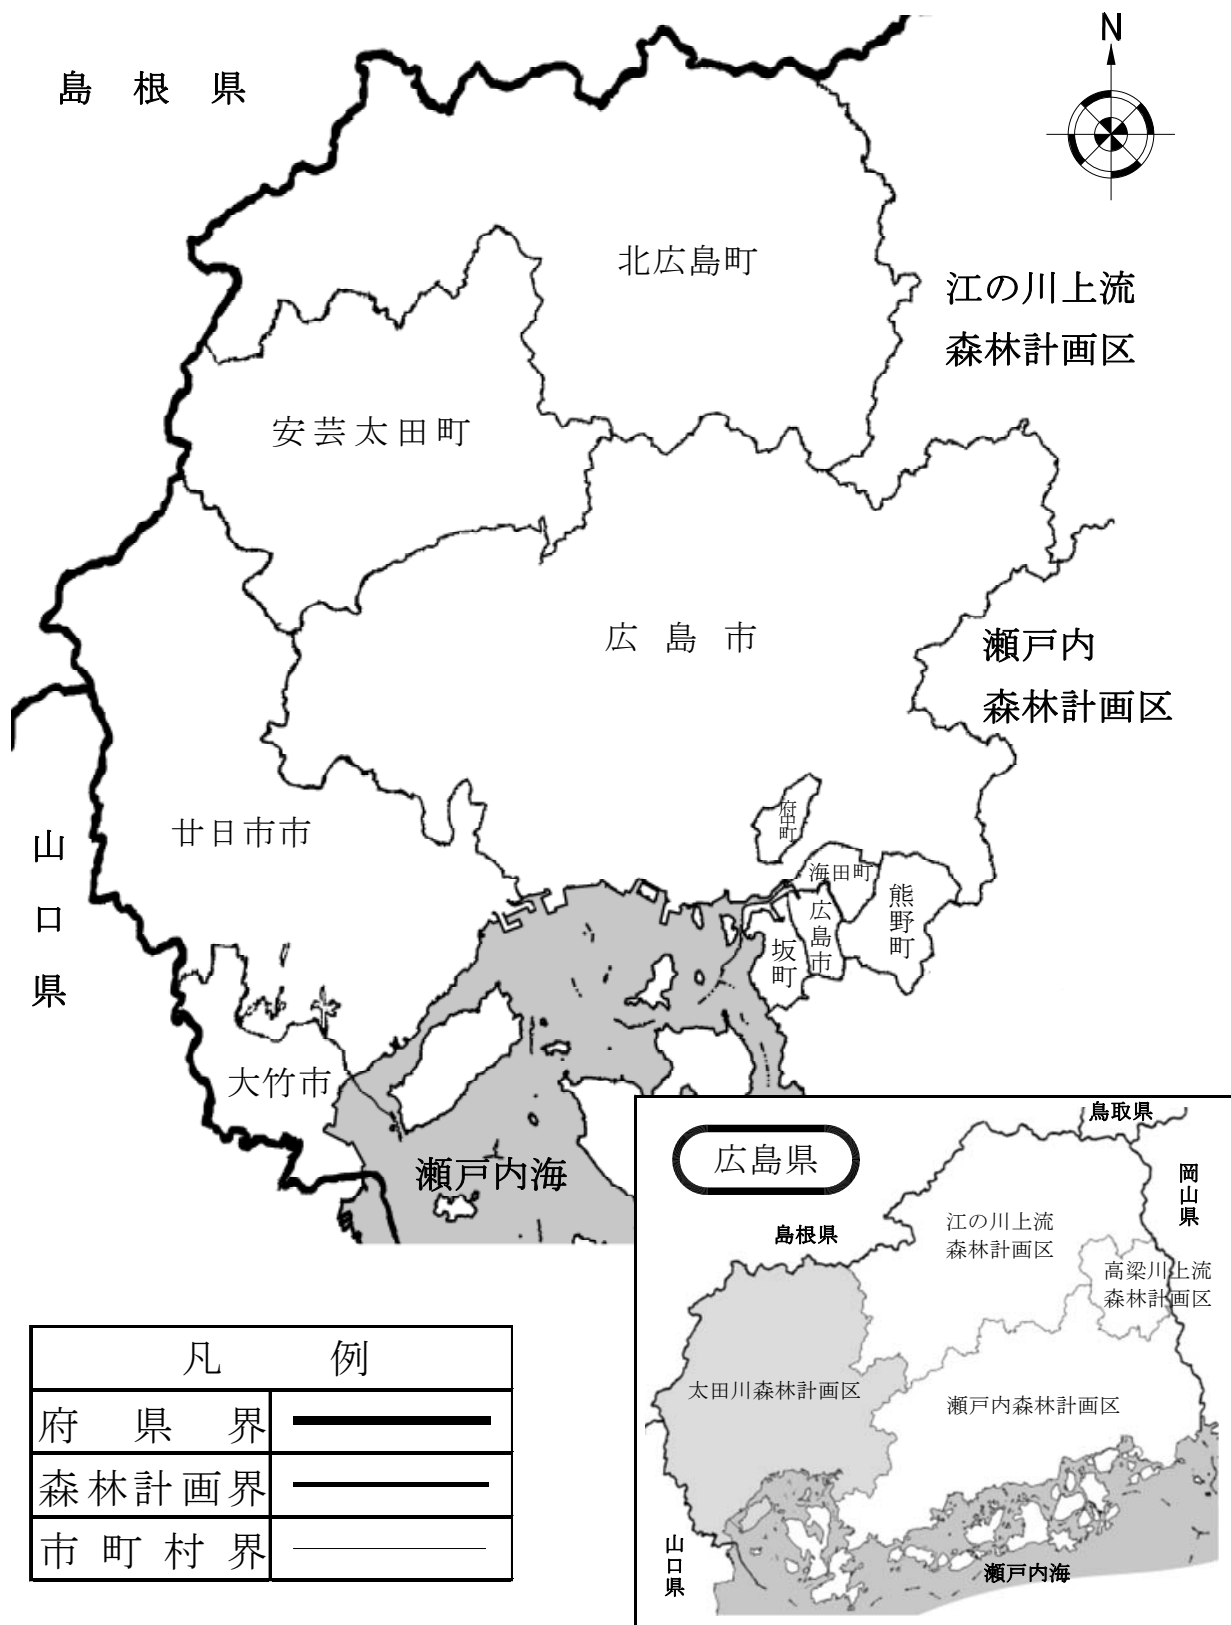 N
島根県
北広島町
江の川上流
森林計画区
安芸太田町
広島市
瀬戸内
森林計画区
府中町
廿日市市
海田町
熊野町
広島市
坂町
山口県
大竹市
瀬戸内海
広島県
鳥取県
岡山県
島根県
江の川上流
森林計画区
高梁川上流
森林計画区
太田川森林計画区
瀬戸内森林計画区
山口県
瀬戸内海
凡例
府県界
森林計画界
市町村界